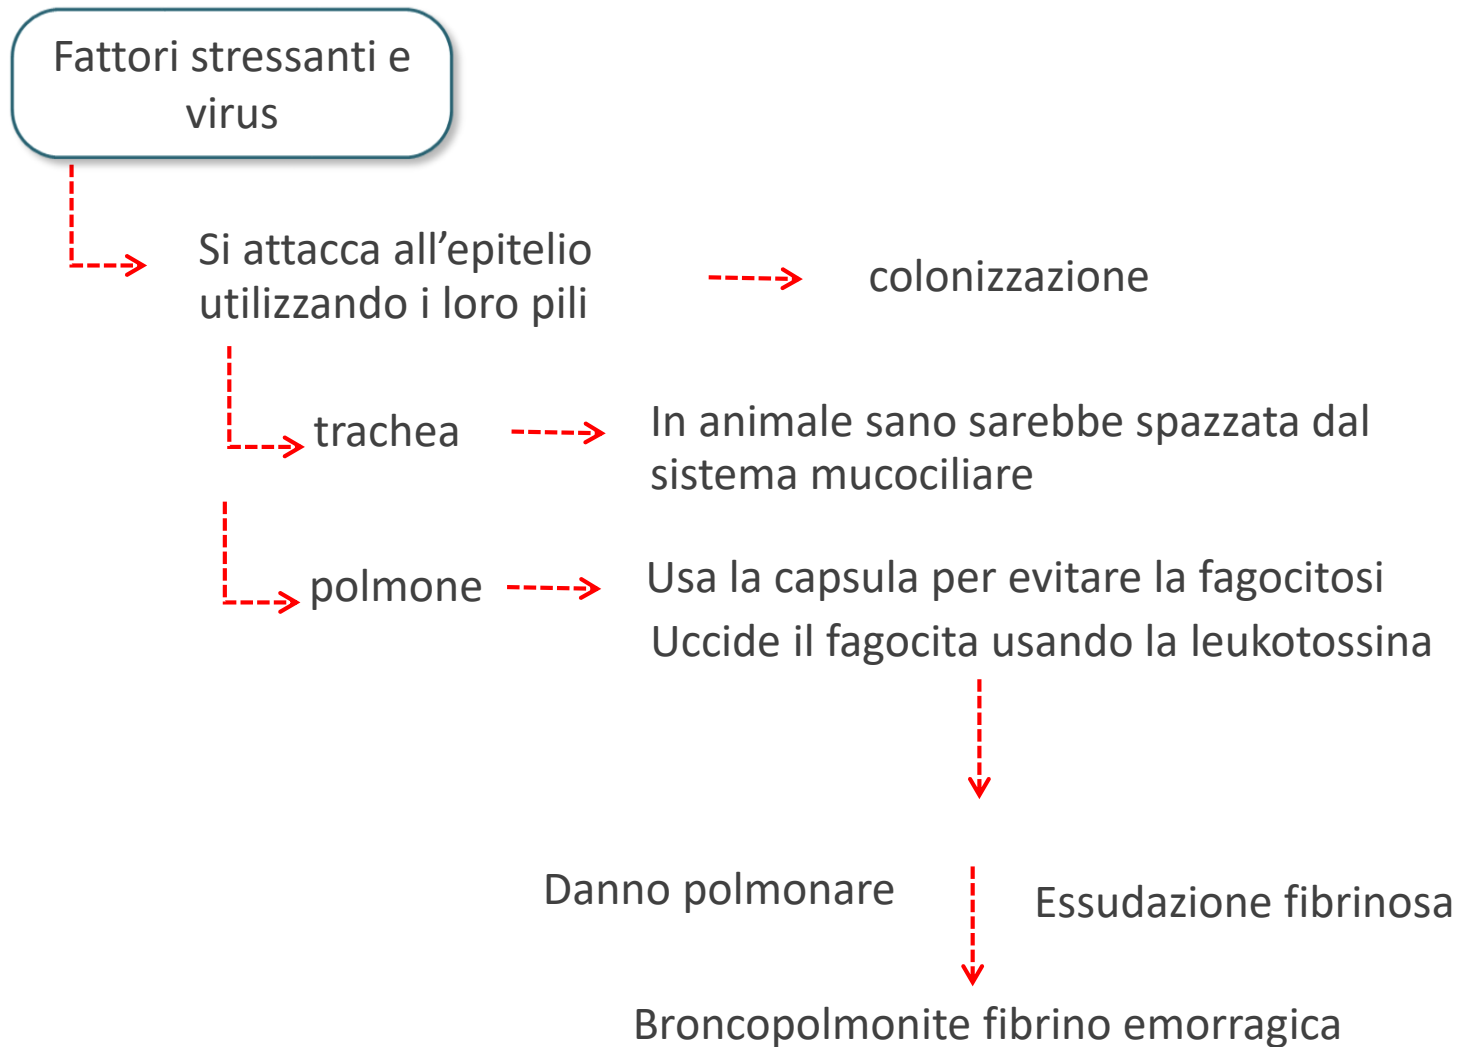 Fattori stressanti e
virus
Si attacca all’epitelio
utilizzando i loro pili
colonizzazione
trachea
In animale sano sarebbe spazzata dal
sistema mucociliare
polmone
Usa la capsula per evitare la fagocitosi
Uccide il fagocita usando la leukotossina
Danno polmonare
Essudazione fibrinosa
Broncopolmonite fibrino emorragica